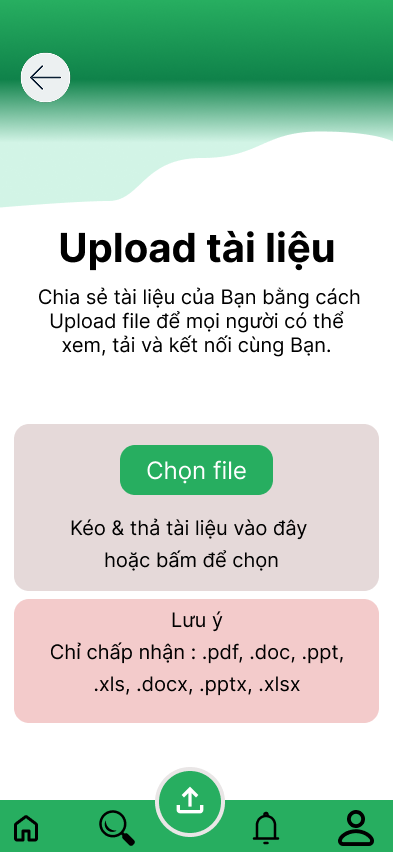 Upload tài liệu
Chia sẻ tài liệu của Bạn bằng cách
Upload file để mọi người có thể
xem, tải và kết nối cùng Bạn.
Chọn file
Kéo & thả tài liệu vào đây
hoặc bấm để chọn
Lưu ý
Chỉ chấp nhận : .pdf, .doc, .ppt,
.xls, .docx, .pptx, .xlsx